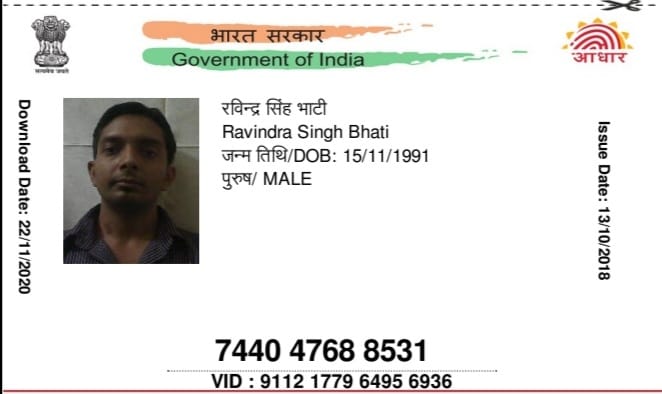 सत्यमेव जयते
भारत सरकार
Government of India
आधार
Download Date: 22/11/2020
रविन्द्र सिंह भाटी
Ravindra Singh Bhati
जन्म तिथि/DOB: 15/11/1991
पुरुष/ MALE
Issue Date: 13/10/2018
7440 4768 8531
VID : 9112 1779 6495 6936